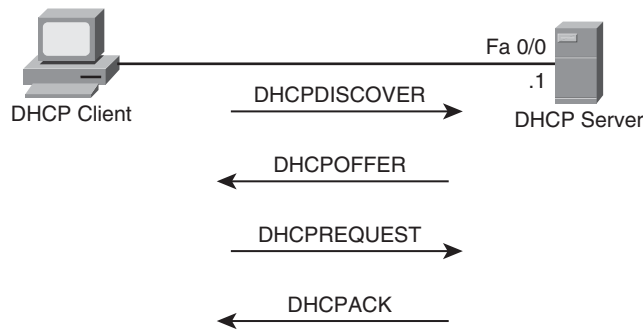 Fa 0/0
.1
DHCP Client
DHCP Server
DHCPDISCOVER
DHCPOFFER
DHCPREQUEST
DHCPACK